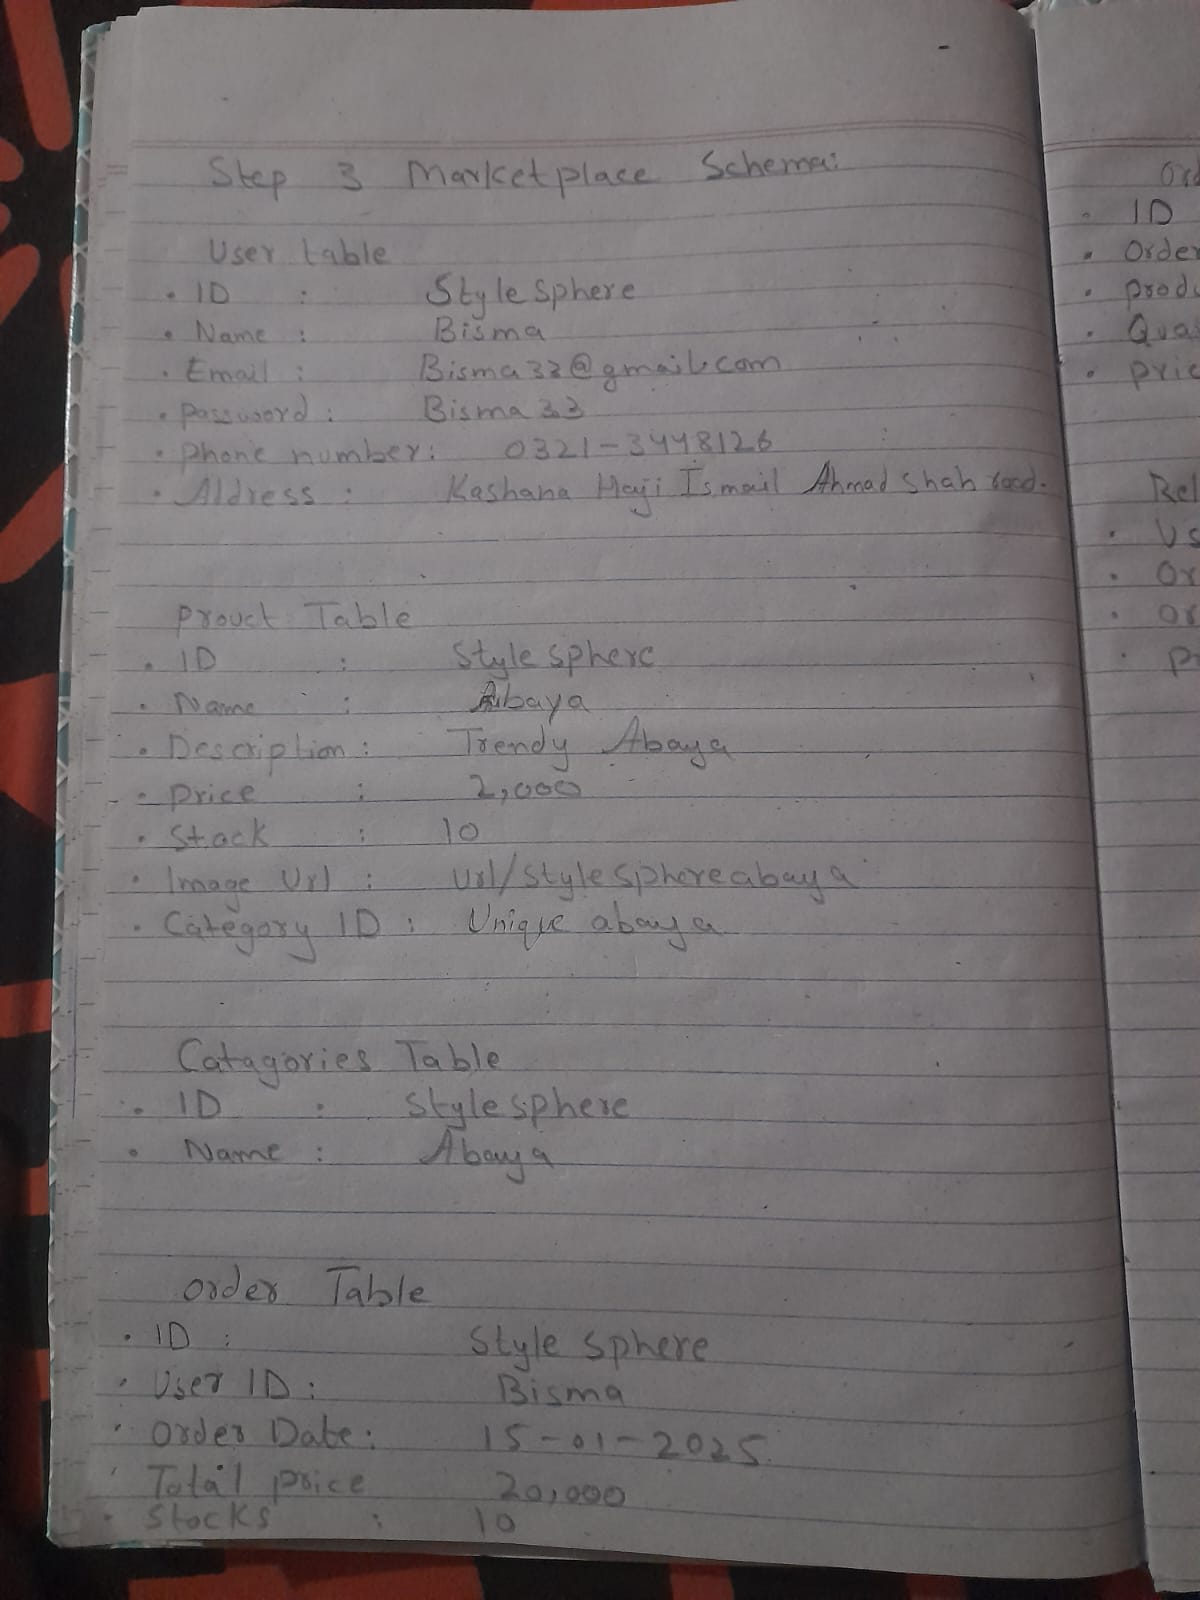 Step 3 Marketplace Schema:
User table
• ID : Style Sphere
• Name : Bisma
• Email : Bisma33@gmail.com
• password : Bisma33
• Phone number: 0321-3448126
• Address : Kashana Haji Ismail Ahmad Shah road.
Prouct Table
• ID : Style sphere
• Name : Abaya
• Description : Trendy Abaya
• Price : 2,000
• Stock : 10
• Image Url : Url/stylesphereabaya
• Category ID : Unique abaya
Catagories Table
• ID : Stylesphere
• Name : Abaya
Order Table
• ID : Style sphere
• User ID : Bisma
• Order Date : 15-01-2025
Total price 20,000
• Stocks : 10
Ord
• ID
• Order
• produ
• Qua
• pric
Rel
• Us
• Or
• Or
• Pr